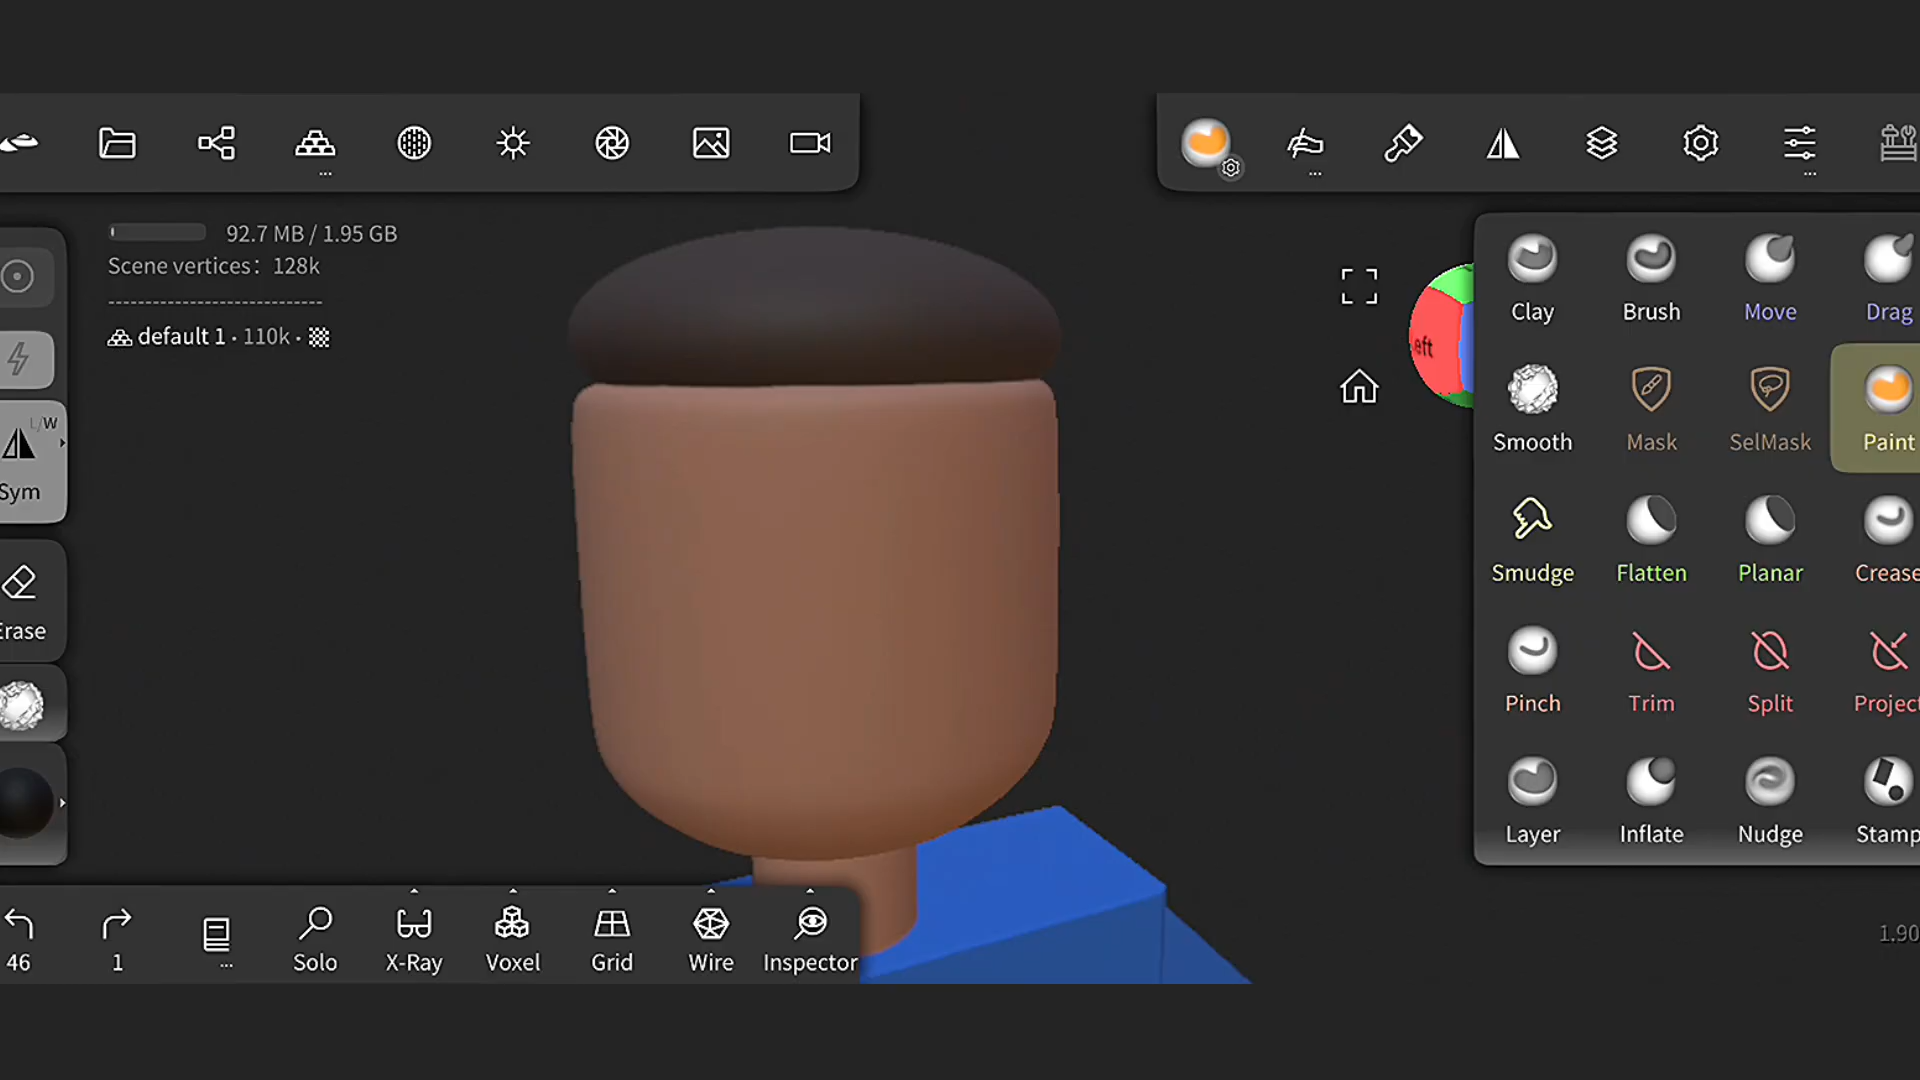 92.7 MB / 1.95 GB
Scene vertices: 128k
----------------------------
default 1 • 110k •
L/W
Sym
Erase
eft
Clay Brush Move Drag
Smooth Mask SelMask Paint
Smudge Flatten Planar Crease
Pinch Trim Split Project
Layer Inflate Nudge Stamp
1.90
46 1 ... Solo X-Ray Voxel Grid Wire Inspector